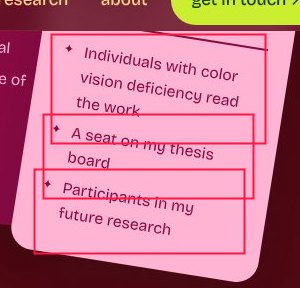 research
about
get in touch
al
e of
Individuals with color
vision deficiency read
the work
A seat on my thesis
board
Participants in my
future research